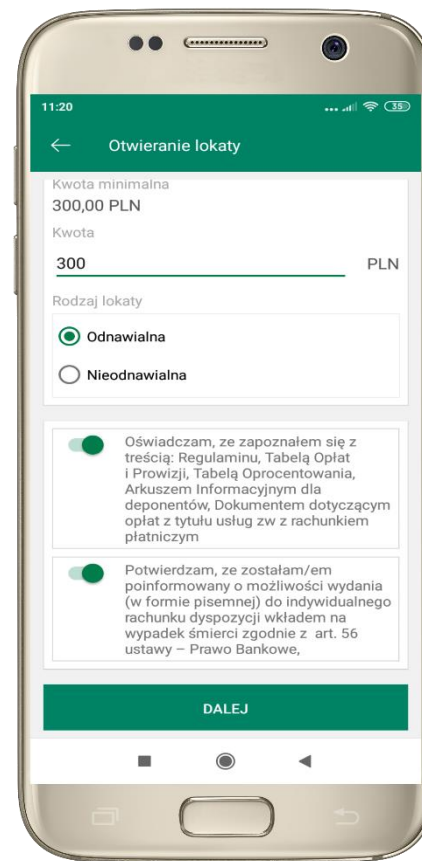 11:20
35
Otwieranie lokaty
Kwota minimalna
300,00 PLN
Kwota
300 PLN
Rodzaj lokaty
Odnawialna
Nieodnawialna
Oświadczam, ze zapoznałem się z
treścią: Regulaminu, Tabelą Opłat
i Prowizji, Tabelą Oprocentowania,
Arkuszem Informacyjnym dla
deponentów, Dokumentem dotyczącym
opłat z tytułu usług zw z rachunkiem
płatniczym
Potwierdzam, ze zostałam/em
poinformowany o możliwości wydania
(w formie pisemnej) do indywidualnego
rachunku dyspozycji wkładem na
wypadek śmierci zgodnie z art. 56
ustawy – Prawo Bankowe,
DALEJ